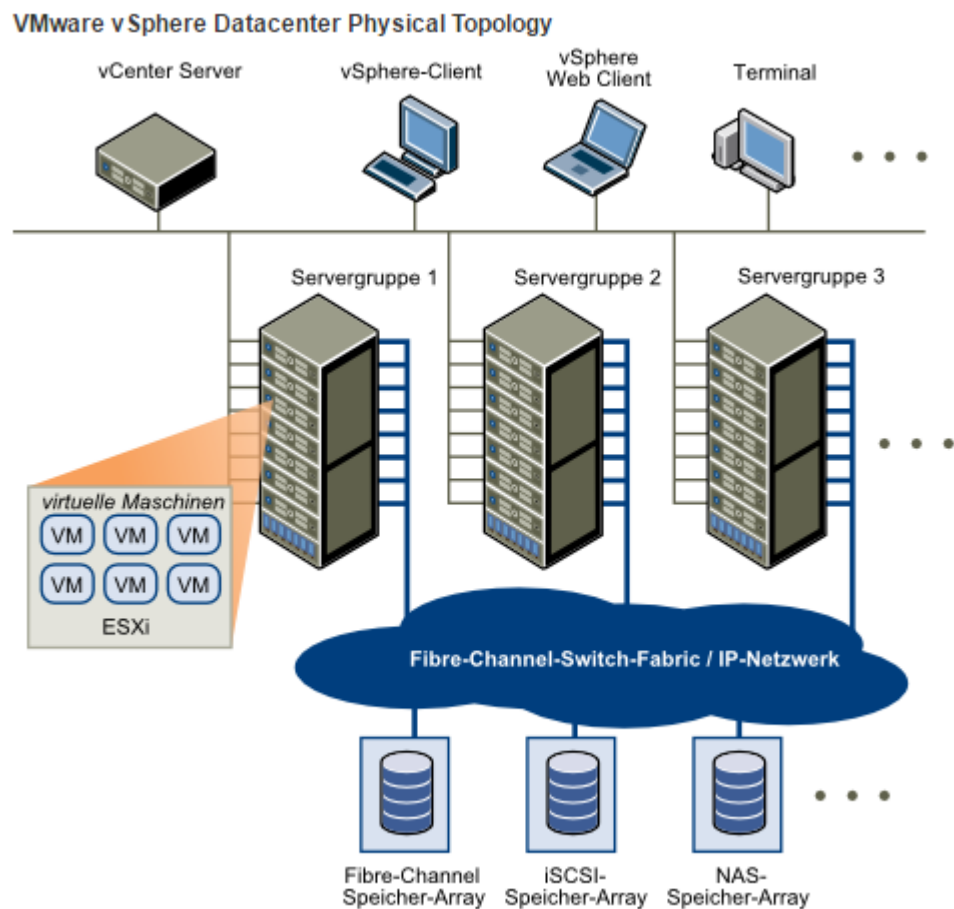 VMware vSphere Datacenter Physical Topology
vCenter Server
vSphere-Client
vSphere
Web Client
Terminal
Servergruppe 1
Servergruppe 2
Servergruppe 3
virtuelle Maschinen
VM VM VM
VM VM VM
ESXi
Fibre-Channel-Switch-Fabric / IP-Netzwerk
Fibre-Channel
Speicher-Array
iSCSI-
Speicher-Array
NAS-
Speicher-Array